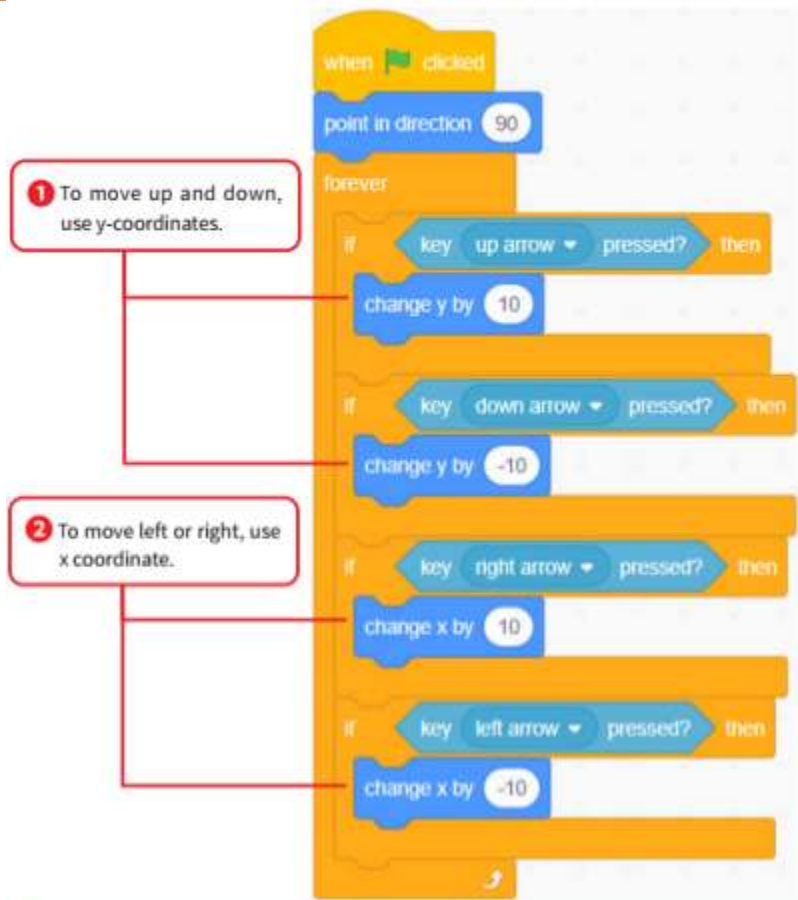 when clicked
point in direction 90
forever
1 To move up and down,
use y-coordinates.
if key up arrow pressed? then
change y by 10
if key down arrow pressed? then
change y by -10
2 To move left or right, use
x coordinate.
if key right arrow pressed? then
change x by 10
if key left arrow pressed? then
change x by -10